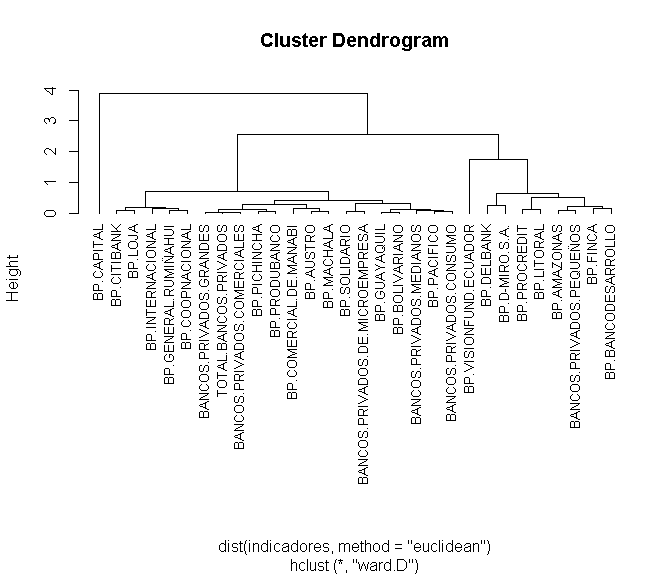 Cluster Dendrogram
Height
4
3
2
1
0
BP.CAPITAL
BP.CITIBANK
BP.LOJA
BP.INTERNACIONAL
BP.GENERAL.RUMIÑAHUI
BP.COOPNACIONAL
BANCOS.PRIVADOS.GRANDES
TOTAL.BANCOS.PRIVADOS
BANCOS.PRIVADOS.COMERCIALES
BP.PICHINCHA
BP.PRODUBANCO
BP.COMERCIAL.DE.MANABI
BP.AUSTRO
BP.MACHALA
BP.SOLIDARIO
BANCOS.PRIVADOS.DE.MICROEMPRESA
BP.GUAYAQUIL
BP.BOLIVARIANO
BANCOS.PRIVADOS.MEDIANOS
BP.PACIFICO
BANCOS.PRIVADOS.CONSUMO
BP.VISIONFUND.ECUADOR
BP.DELBANK
BP.D-MIRO.S.A.
BP.PROCREDIT
BP.LITORAL
BP.AMAZONAS
BANCOS.PRIVADOS.PEQUEÑOS
BP.FINCA
BP.BANCODESARROLLO
dist(indicadores, method = "euclidean")
hclust (*, "ward.D")